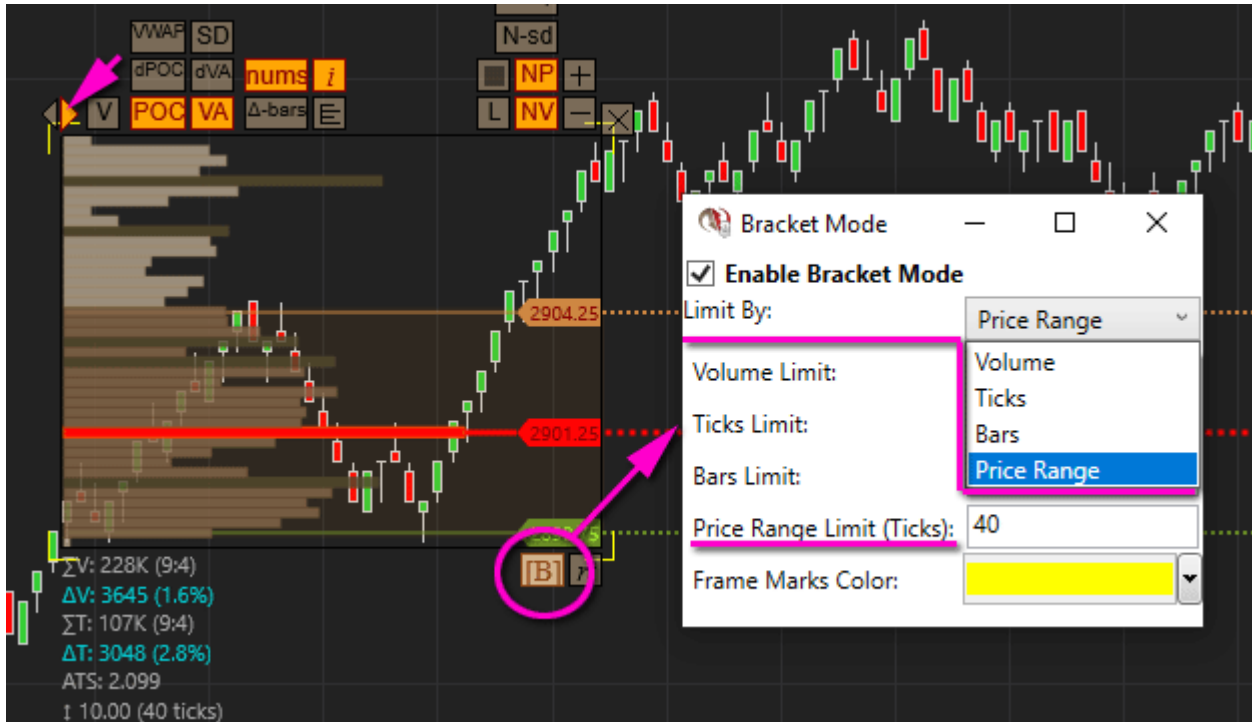 VWAP SD
N-sd
dPOC dVA nums i
NP +
V POC VA Δ-bars
L NV −
2904.25
2901.25
[B] r
∑V: 228K (9:4)
ΔV: 3645 (1.6%)
∑T: 107K (9:4)
ΔT: 3048 (2.8%)
ATS: 2.099
↕ 10.00 (40 ticks)
Bracket Mode
Enable Bracket Mode
Limit By: Price Range
Volume
Ticks
Bars
Price Range
Volume Limit:
Ticks Limit:
Bars Limit:
Price Range Limit (Ticks): 40
Frame Marks Color: